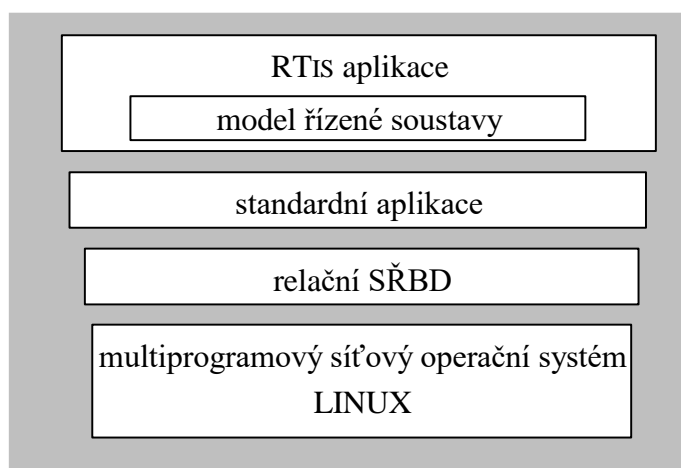 RTIS aplikace
model řízené soustavy
standardní aplikace
relační SŘBD
multiprogramový síťový operační systém
LINUX